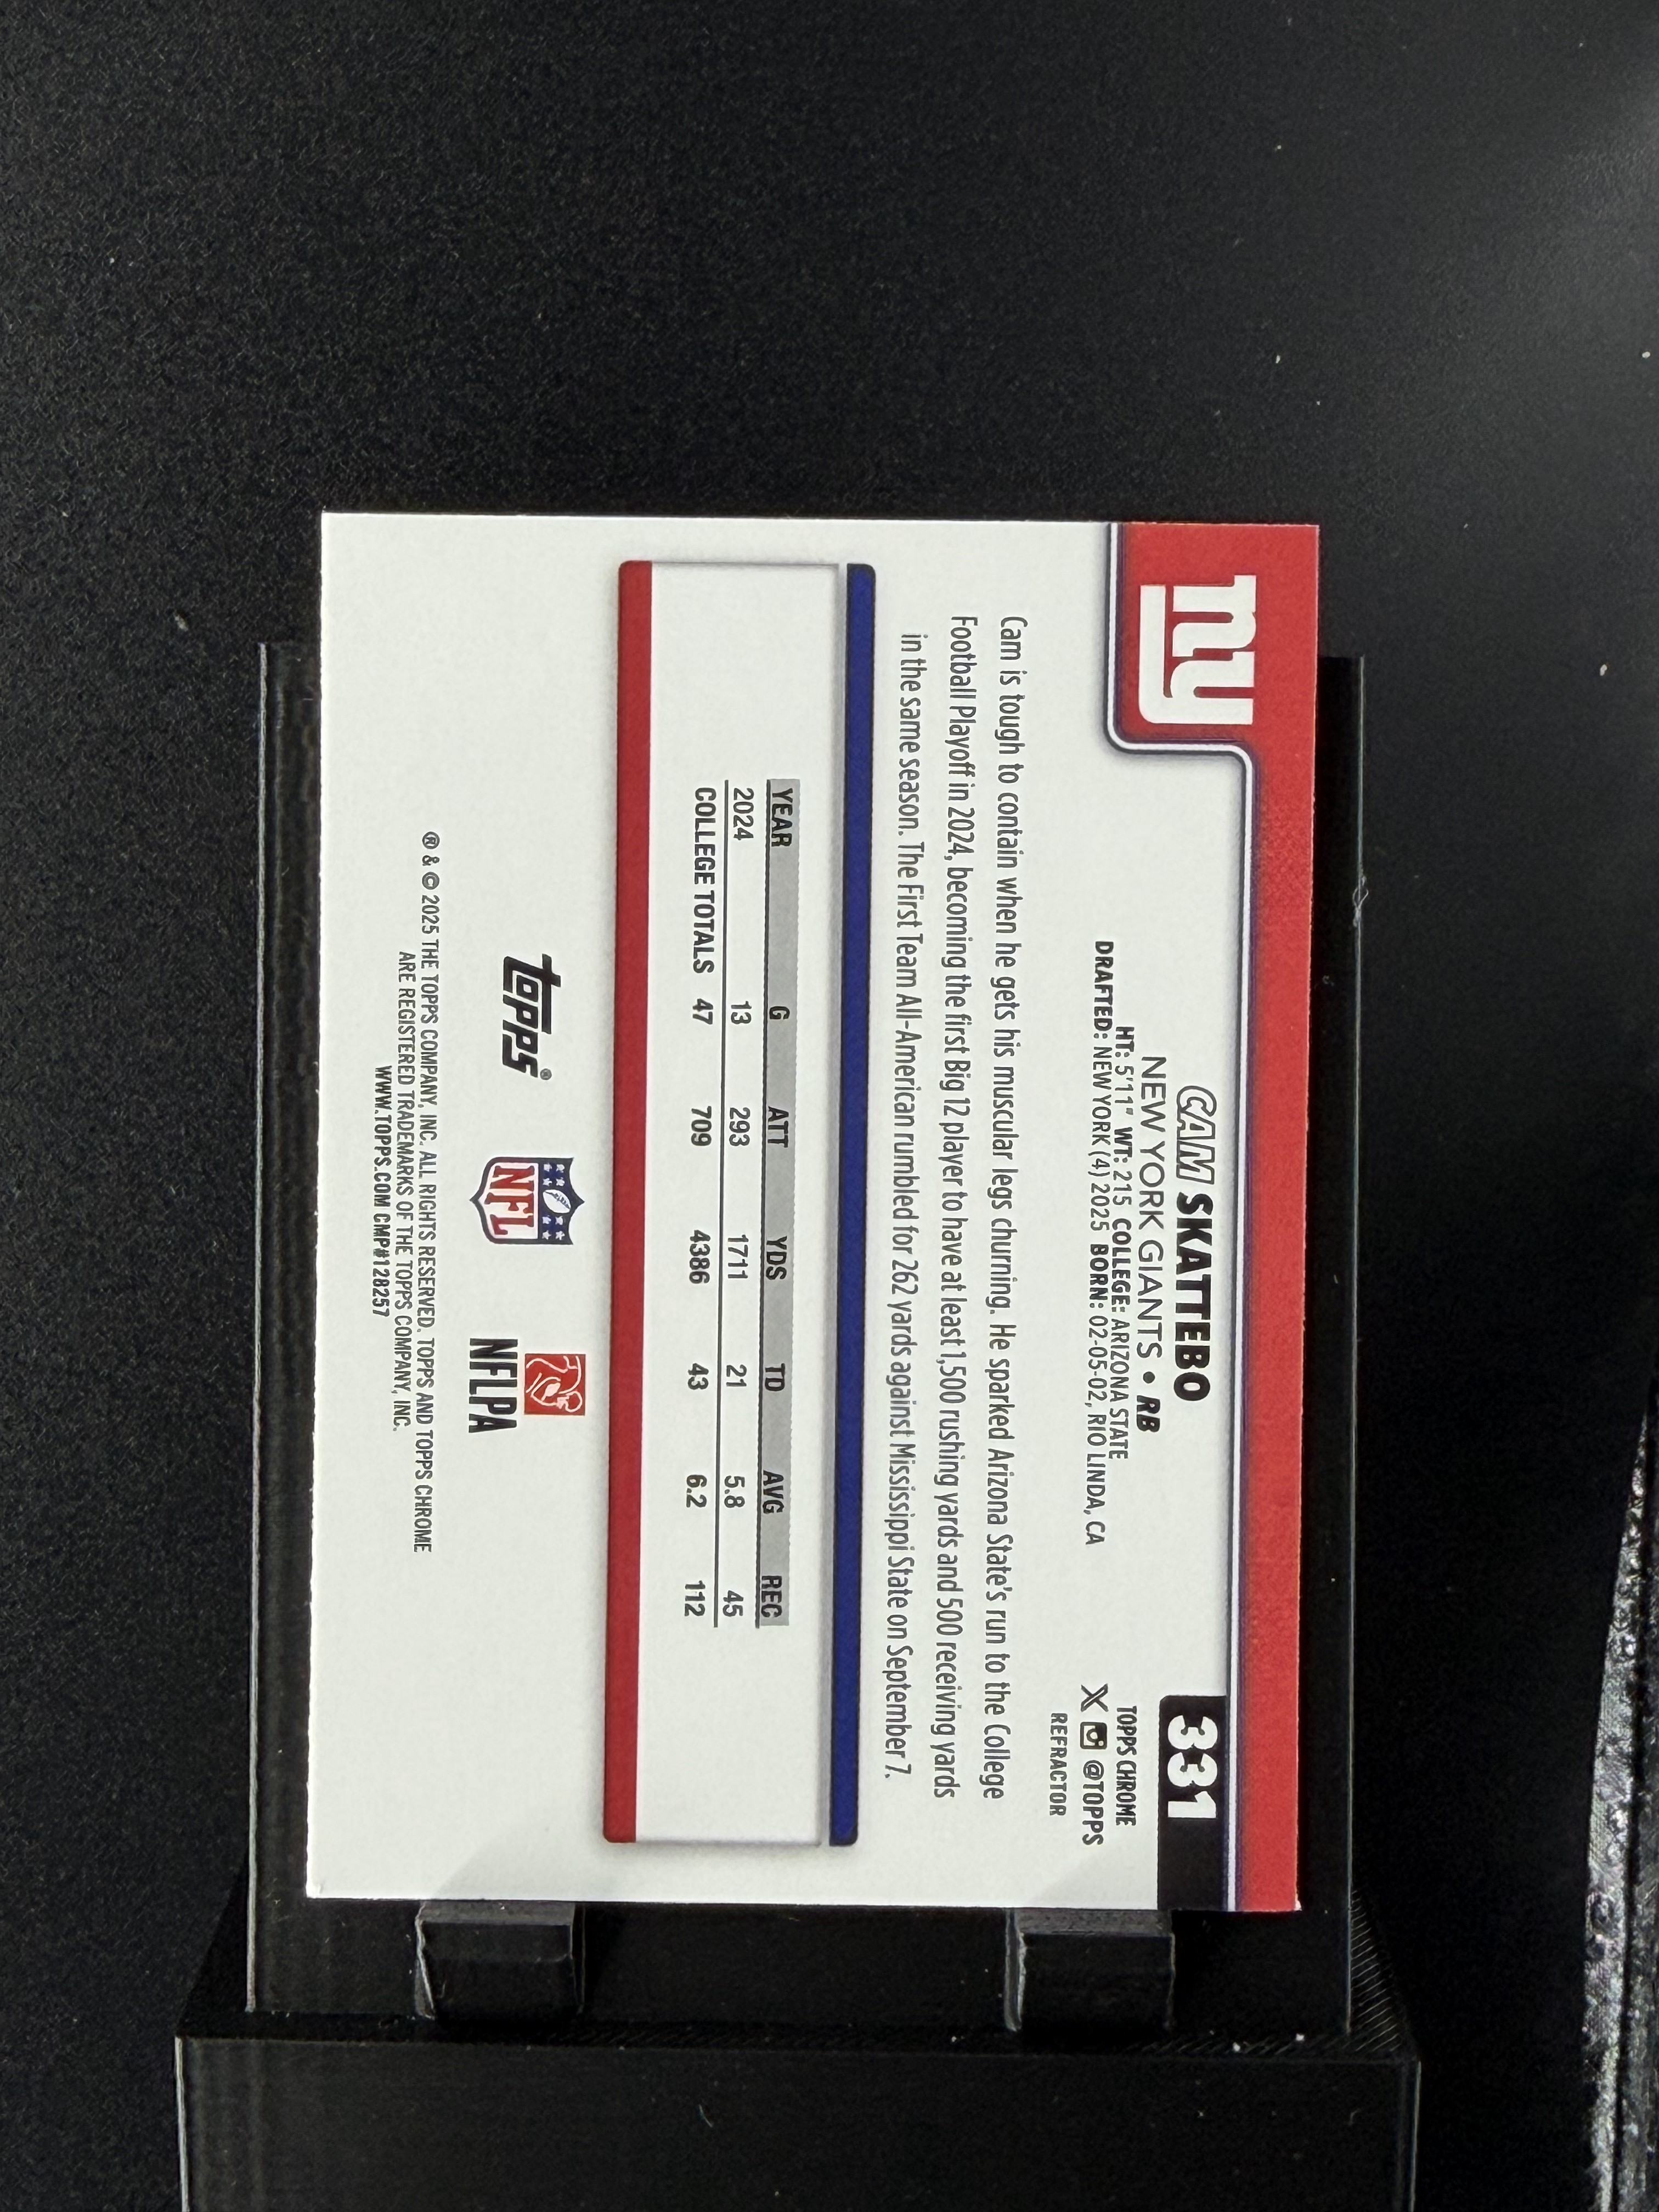 ny
331
CAM SKATTEBO
NEW YORK GIANTS • RB
HT: 5'11" WT: 215 COLLEGE: ARIZONA STATE
DRAFTED: NEW YORK (4) 2025 BORN: 02-05-02, RIO LINDA, CA
TOPPS CHROME
X @TOPPS
REFRACTOR
Cam is tough to contain when he gets his muscular legs churning. He sparked Arizona State's run to the College
Football Playoff in 2024, becoming the first Big 12 player to have at least 1,500 rushing yards and 500 receiving yards
in the same season. The First Team All-American rumbled for 262 yards against Mississippi State on September 7.
YEAR G ATT YDS TD AVG REC
2024 13 293 1711 21 5.8 45
COLLEGE TOTALS 47 709 4386 43 6.2 112
topps®
NFL
NFLPA
® & © 2025 THE TOPPS COMPANY, INC. ALL RIGHTS RESERVED. TOPPS AND TOPPS CHROME
ARE REGISTERED TRADEMARKS OF THE TOPPS COMPANY, INC.
WWW.TOPPS.COM CMP#128257